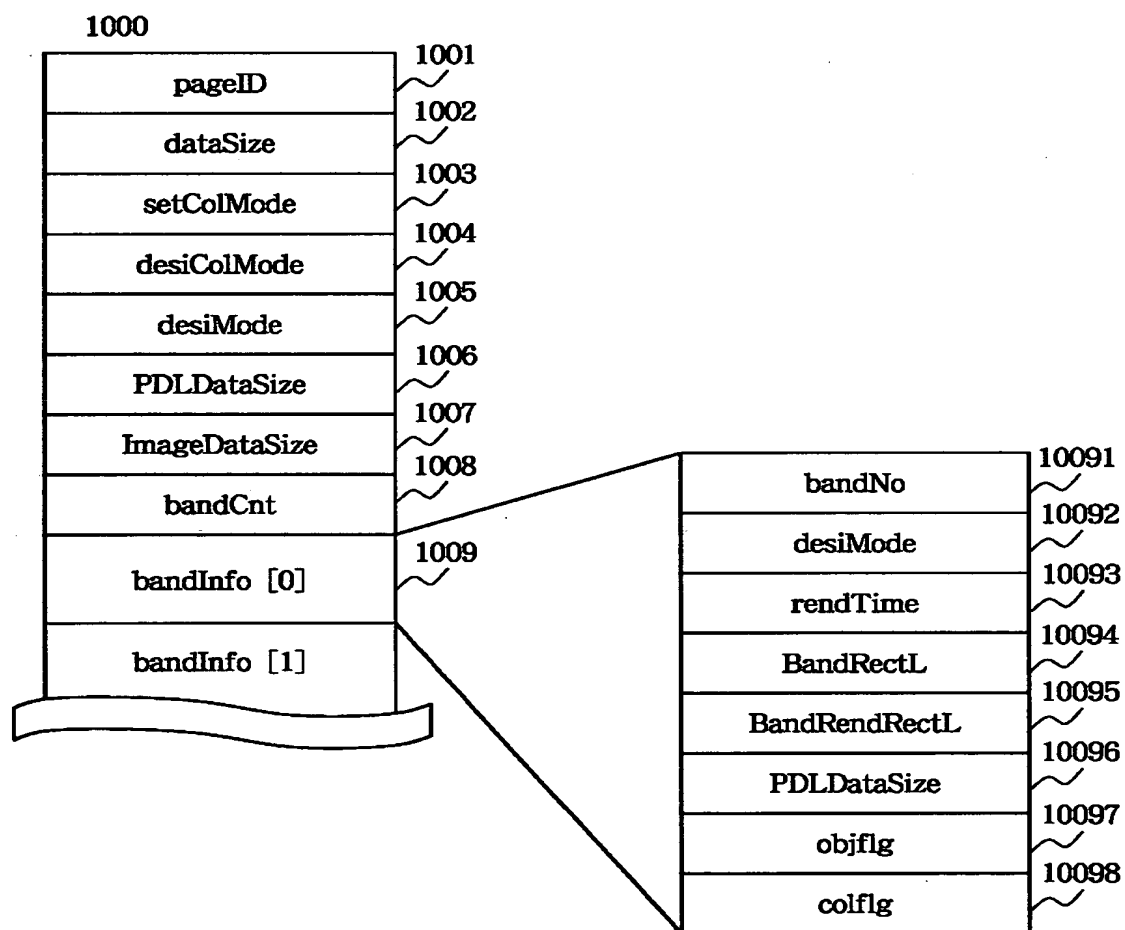 1000
pageID 1001
dataSize 1002
setColMode 1003
desiColMode 1004
desiMode 1005
PDLDataSize 1006
ImageDataSize 1007
bandCnt 1008
bandInfo [0] 1009
bandInfo [1]
bandNo 10091
desiMode 10092
rendTime 10093
BandRectL 10094
BandRendRectL 10095
PDLDataSize 10096
objflg 10097
colflg 10098